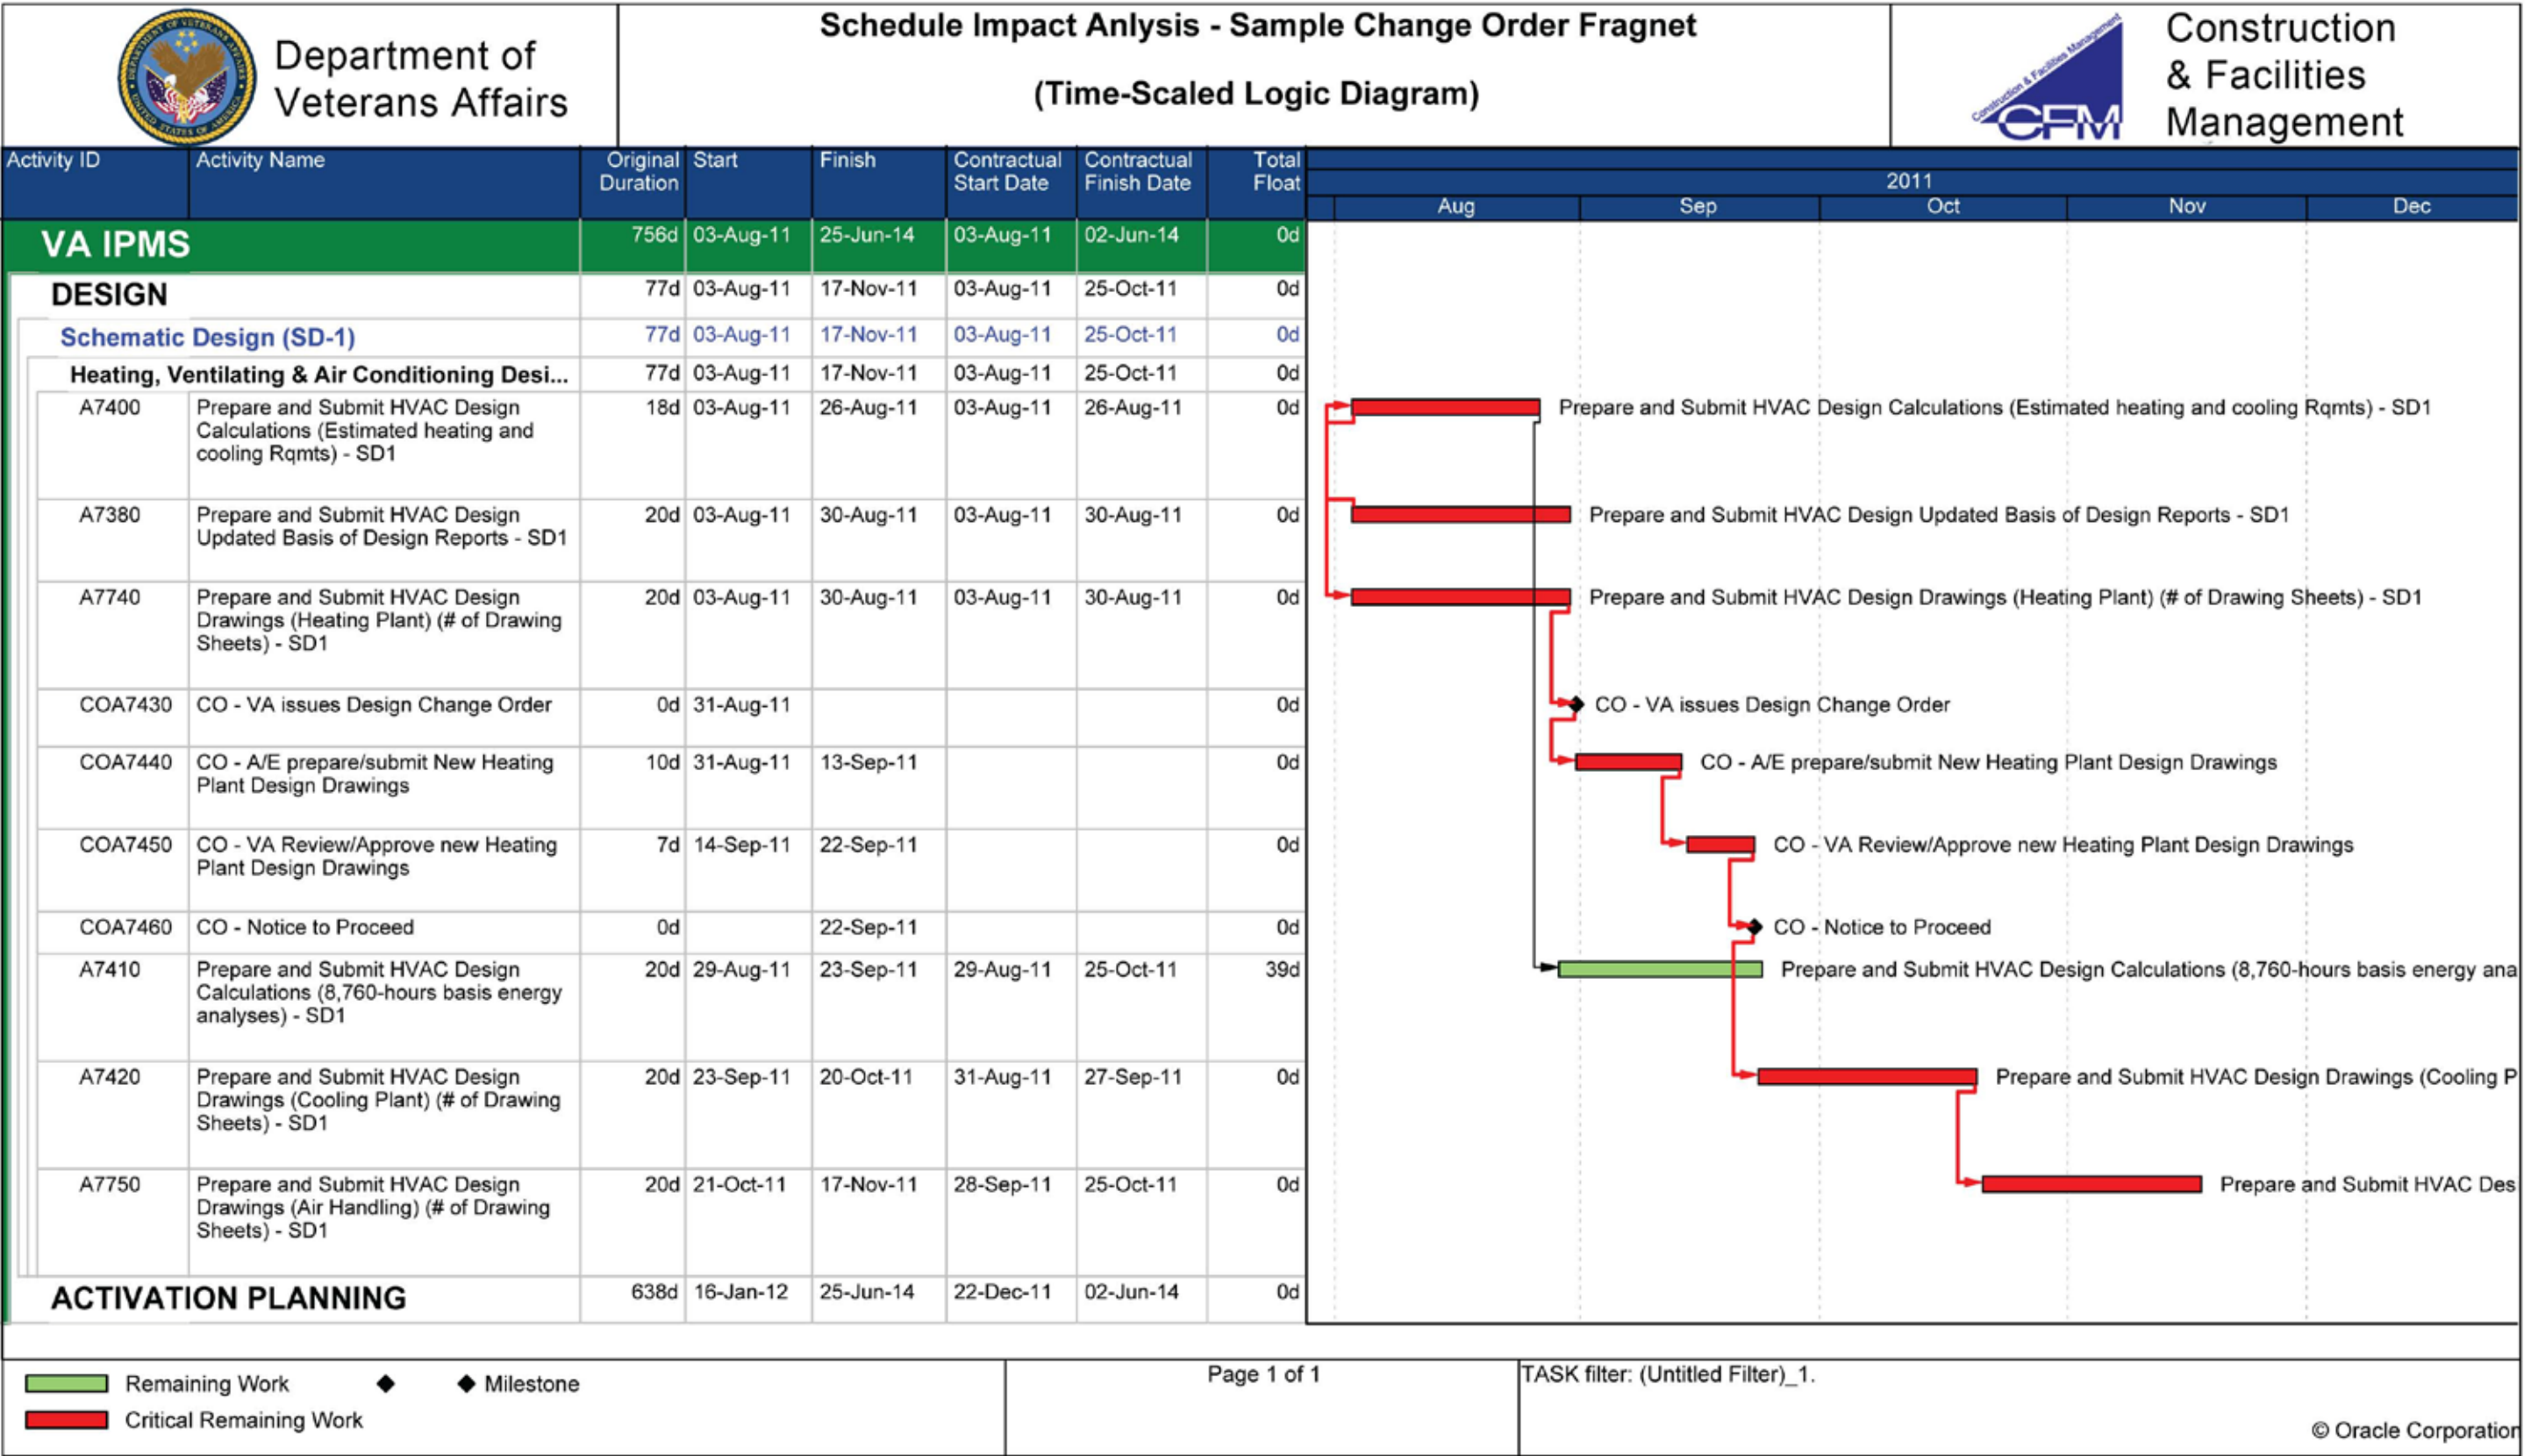 Department of
Veterans Affairs
Schedule Impact Anlysis - Sample Change Order Fragnet
(Time-Scaled Logic Diagram)
Construction & Facilities Management
CFM
Construction
& Facilities
Management
Activity ID Activity Name Original Duration Start Finish Contractual Start Date Contractual Finish Date Total Float
2011
Aug Sep Oct Nov Dec
VA IPMS 756d 03-Aug-11 25-Jun-14 03-Aug-11 02-Jun-14 0d
DESIGN 77d 03-Aug-11 17-Nov-11 03-Aug-11 25-Oct-11 0d
Schematic Design (SD-1) 77d 03-Aug-11 17-Nov-11 03-Aug-11 25-Oct-11 0d
Heating, Ventilating & Air Conditioning Desi... 77d 03-Aug-11 17-Nov-11 03-Aug-11 25-Oct-11 0d
A7400 Prepare and Submit HVAC Design 18d 03-Aug-11 26-Aug-11 03-Aug-11 26-Aug-11 0d Prepare and Submit HVAC Design Calculations (Estimated heating and cooling Rqmts) - SD1
Calculations (Estimated heating and
cooling Rqmts) - SD1
A7380 Prepare and Submit HVAC Design 20d 03-Aug-11 30-Aug-11 03-Aug-11 30-Aug-11 0d Prepare and Submit HVAC Design Updated Basis of Design Reports - SD1
Updated Basis of Design Reports - SD1
A7740 Prepare and Submit HVAC Design 20d 03-Aug-11 30-Aug-11 03-Aug-11 30-Aug-11 0d Prepare and Submit HVAC Design Drawings (Heating Plant) (# of Drawing Sheets) - SD1
Drawings (Heating Plant) (# of Drawing
Sheets) - SD1
COA7430 CO - VA issues Design Change Order 0d 31-Aug-11 0d CO - VA issues Design Change Order
COA7440 CO - A/E prepare/submit New Heating 10d 31-Aug-11 13-Sep-11 0d CO - A/E prepare/submit New Heating Plant Design Drawings
Plant Design Drawings
COA7450 CO - VA Review/Approve new Heating 7d 14-Sep-11 22-Sep-11 0d CO - VA Review/Approve new Heating Plant Design Drawings
Plant Design Drawings
COA7460 CO - Notice to Proceed 0d 22-Sep-11 0d CO - Notice to Proceed
A7410 Prepare and Submit HVAC Design 20d 29-Aug-11 23-Sep-11 29-Aug-11 25-Oct-11 39d Prepare and Submit HVAC Design Calculations (8,760-hours basis energy ana
Calculations (8,760-hours basis energy
analyses) - SD1
A7420 Prepare and Submit HVAC Design 20d 23-Sep-11 20-Oct-11 31-Aug-11 27-Sep-11 0d Prepare and Submit HVAC Design Drawings (Cooling P
Drawings (Cooling Plant) (# of Drawing
Sheets) - SD1
A7750 Prepare and Submit HVAC Design 20d 21-Oct-11 17-Nov-11 28-Sep-11 25-Oct-11 0d Prepare and Submit HVAC Des
Drawings (Air Handling) (# of Drawing
Sheets) - SD1
ACTIVATION PLANNING 638d 16-Jan-12 25-Jun-14 22-Dec-11 02-Jun-14 0d
Remaining Work Milestone
Critical Remaining Work
Page 1 of 1
TASK filter: (Untitled Filter)_1.
© Oracle Corporation